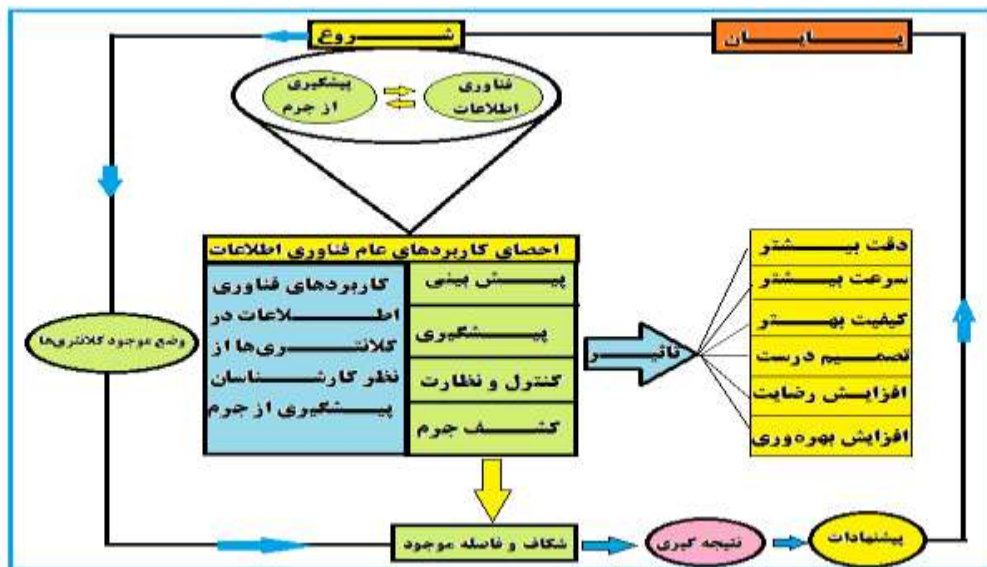 شروع
پایان
پیشگیری
از جرم
فناوری
اطلاعات
احصای کاربردهای عام فناوری اطلاعات
کاربردهای فناوری
اطلاعات در
کلانتری‌ها از
نظر کارشناسان
پیشگیری از جرم
پیش بینی
پیشگیری
کنترل و نظارت
کشف جرم
تاثیر
دقت بیشتر
سرعت بیشتر
کیفیت بهتر
تصمیم درست
افزایش رضایت
افزایش بهره‌وری
وضع موجود کلانتری‌ها
شکاف و فاصله موجود
نتیجه گیری
پیشنهادات